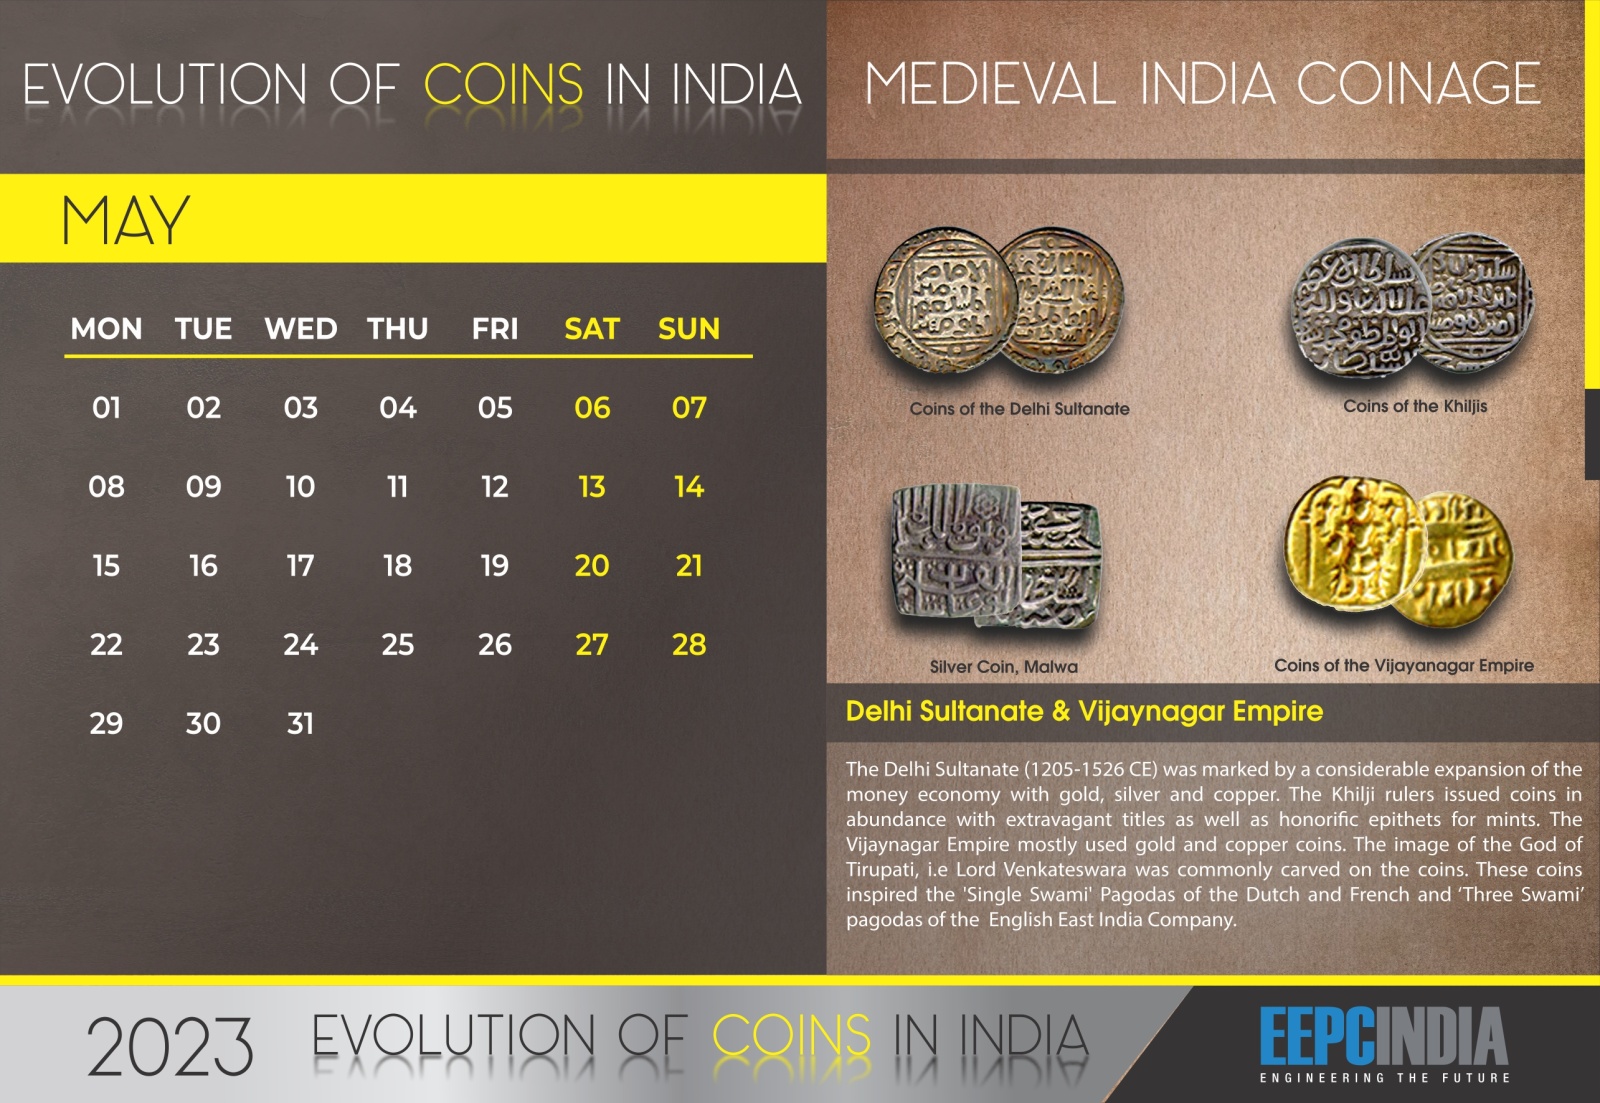 EVOLUTION OF COINS IN INDIA
MAY
MON TUE WED THU FRI SAT SUN
01 02 03 04 05 06 07
08 09 10 11 12 13 14
15 16 17 18 19 20 21
22 23 24 25 26 27 28
29 30 31
MEDIEVAL INDIA COINAGE
Coins of the Delhi Sultanate
Coins of the Khiljis
Silver Coin, Malwa
Coins of the Vijayanagar Empire
Delhi Sultanate & Vijaynagar Empire
The Delhi Sultanate (1205-1526 CE) was marked by a considerable expansion of the
money economy with gold, silver and copper. The Khilji rulers issued coins in
abundance with extravagant titles as well as honorific epithets for mints. The
Vijaynagar Empire mostly used gold and copper coins. The image of the God of
Tirupati, i.e Lord Venkateswara was commonly carved on the coins. These coins
inspired the 'Single Swami' Pagodas of the Dutch and French and ‘Three Swami’
pagodas of the English East India Company.
2023 EVOLUTION OF COINS IN INDIA
EEPCINDIA
ENGINEERING THE FUTURE